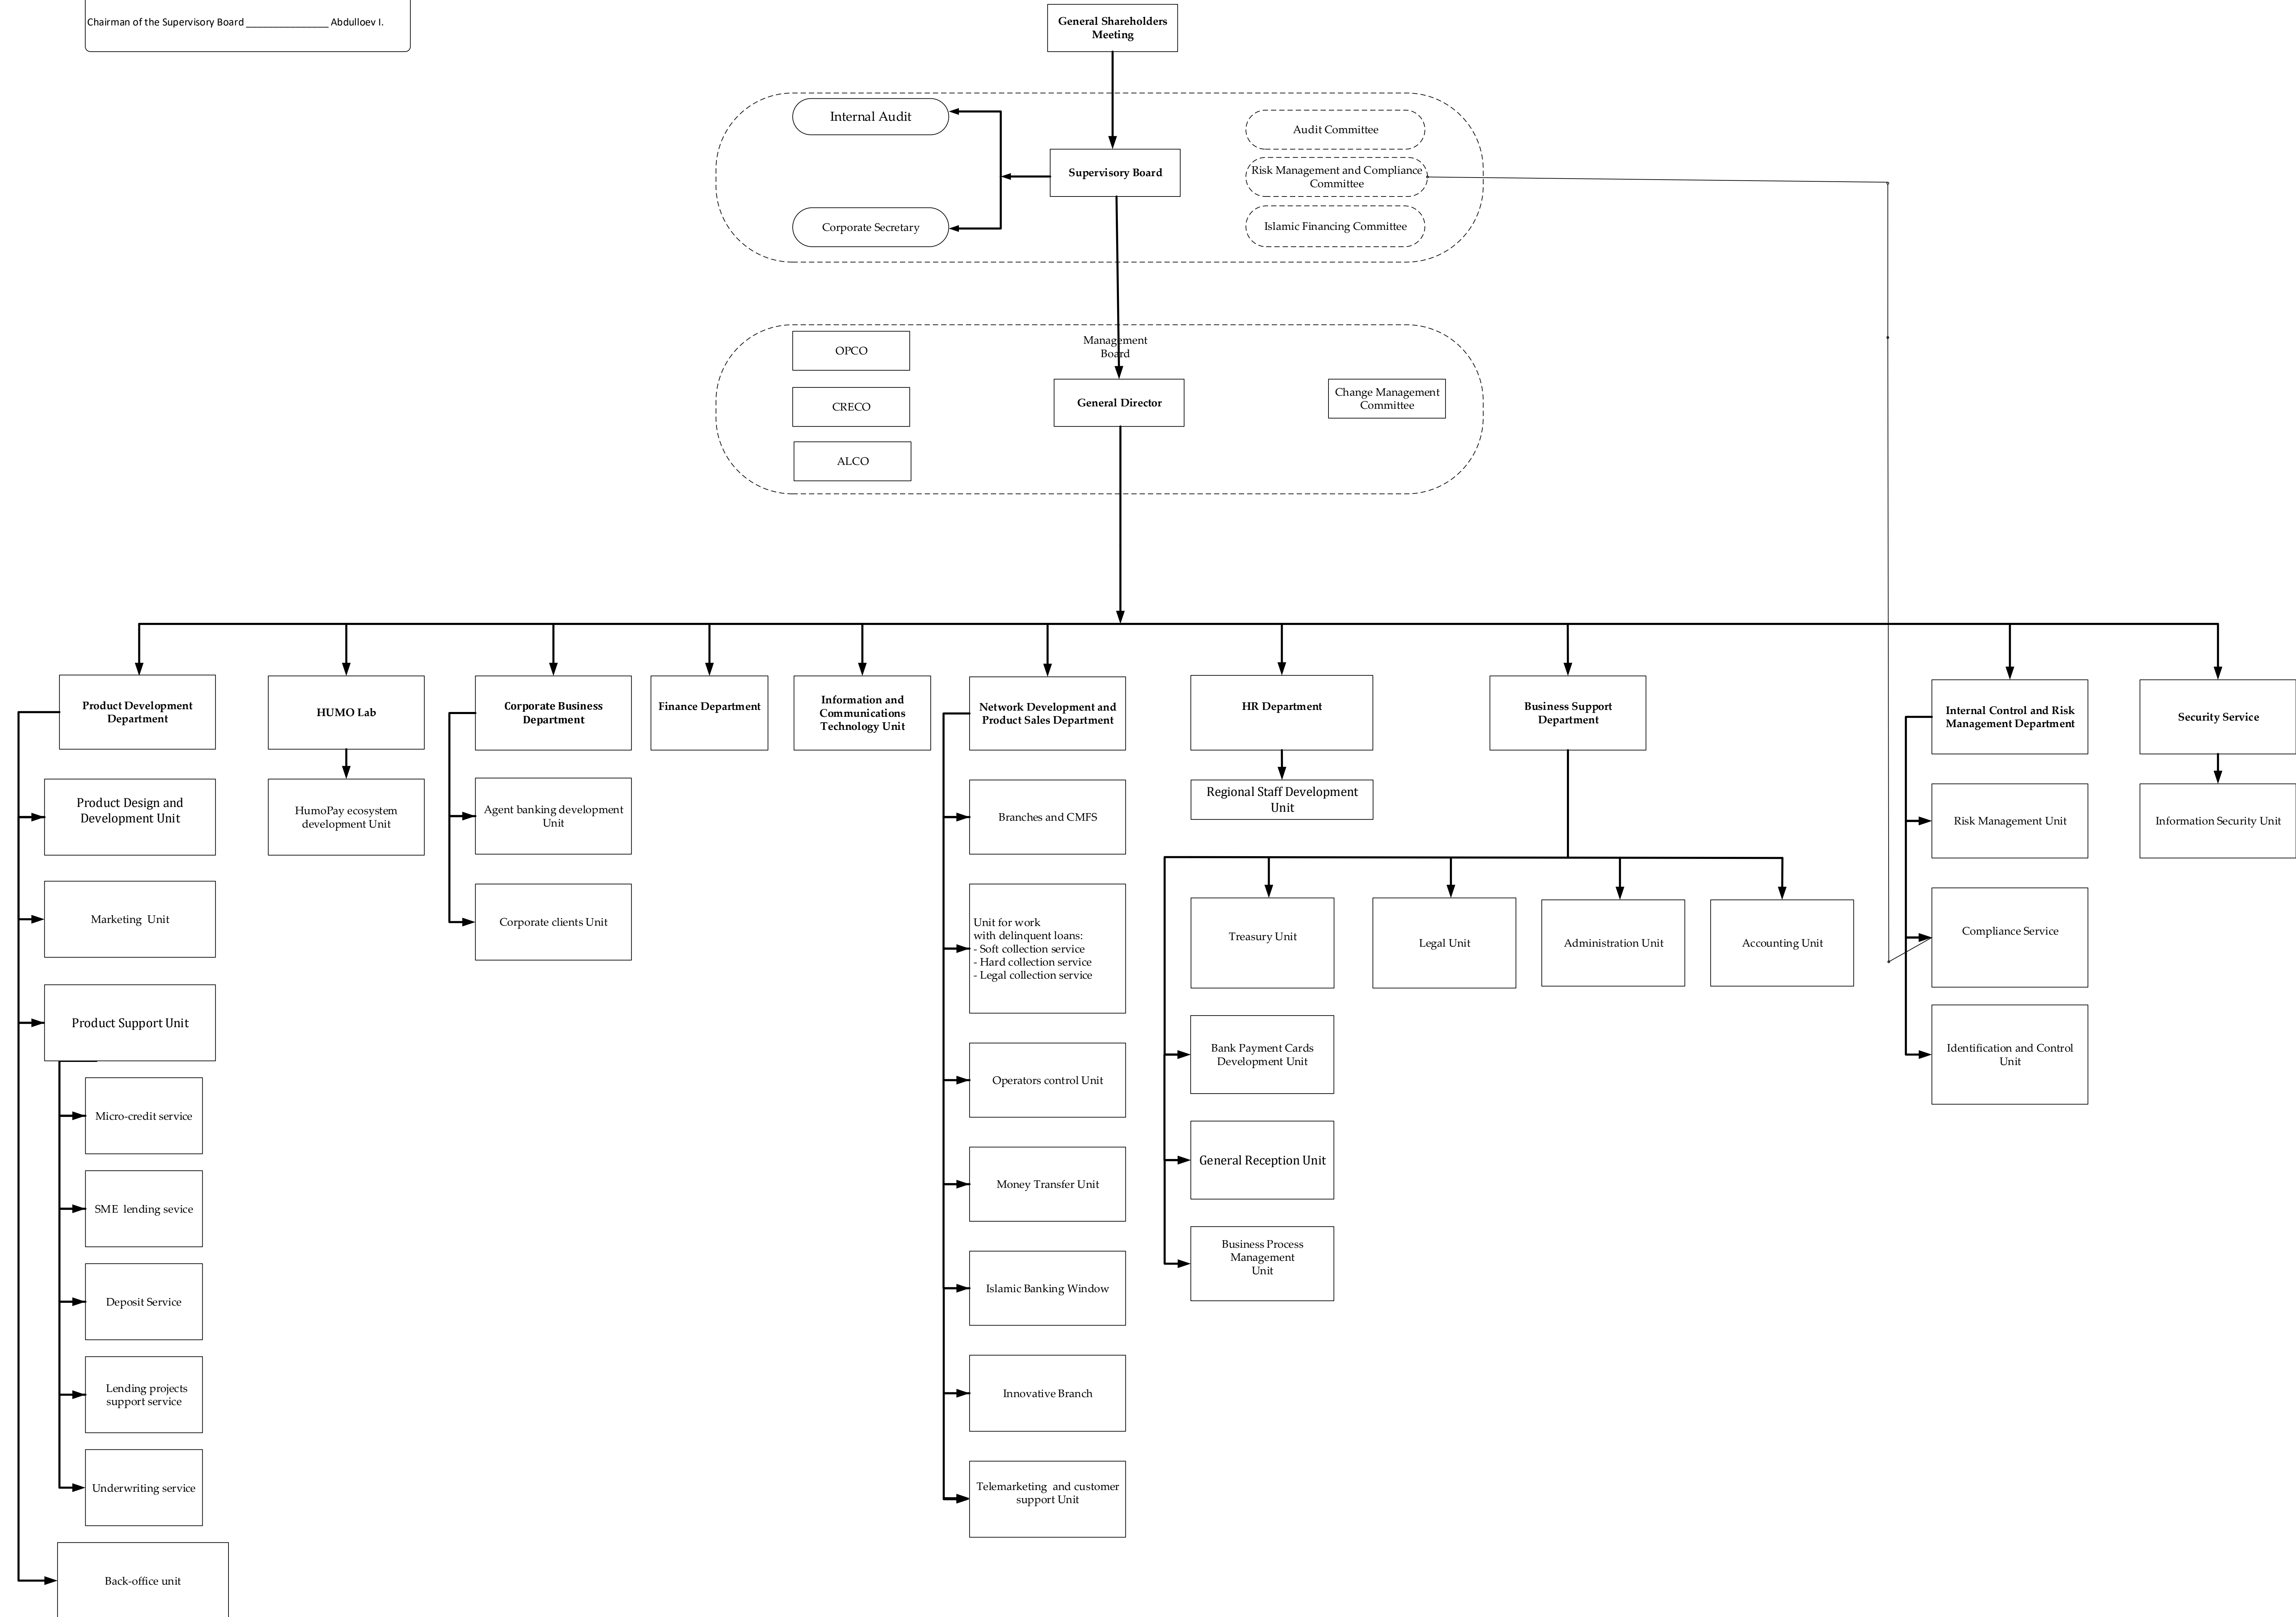 Chairman of the Supervisory Board _________________ Abdulloev I.
General Shareholders
Meeting
Internal Audit
Supervisory Board
Corporate Secretary
Audit Committee
Risk Management and Compliance
Committee
Islamic Financing Committee
OPCO
CRECO
ALCO
Management
Board
General Director
Change Management
Committee
Product Development
Department
HUMO Lab
Corporate Business
Department
Finance Department
Information and
Communications
Technology Unit
Network Development and
Product Sales Department
HR Department
Business Support
Department
Internal Control and Risk
Management Department
Security Service
Product Design and
Development Unit
Marketing  Unit
Product Support Unit
Micro-credit service
SME  lending sevice
Deposit Service
Lending projects
support service
Underwriting service
Back-office unit
HumoPay ecosystem
development Unit
Agent banking development
Unit
Corporate clients Unit
Branches and CMFS
Unit for work
with delinquent loans:
- Soft collection service
- Hard collection service
- Legal collection service
Operators control Unit
Money Transfer Unit
Islamic Banking Window
Innovative Branch
Telemarketing  and customer
support Unit
Regional Staff Development
Unit
Treasury Unit
Legal Unit
Administration Unit
Accounting Unit
Bank Payment Cards
Development Unit
General Reception Unit
Business Process
Management
Unit
Risk Management Unit
Compliance Service
Identification and Control
Unit
Information Security Unit